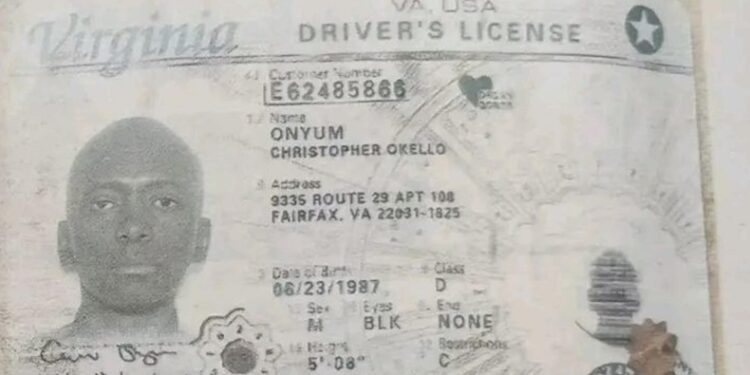 VA, USA
Virginia DRIVER'S LICENSE
Customer Number
E62485866
Name
ONYUM
CHRISTOPHER OKELLO
Address
9335 ROUTE 29 APT 108
FAIRFAX, VA 22031-1825
Date of Birth Class
06/23/1987 D
Sex Eyes End
M BLK NONE
Height Restrictions
5'-08" C